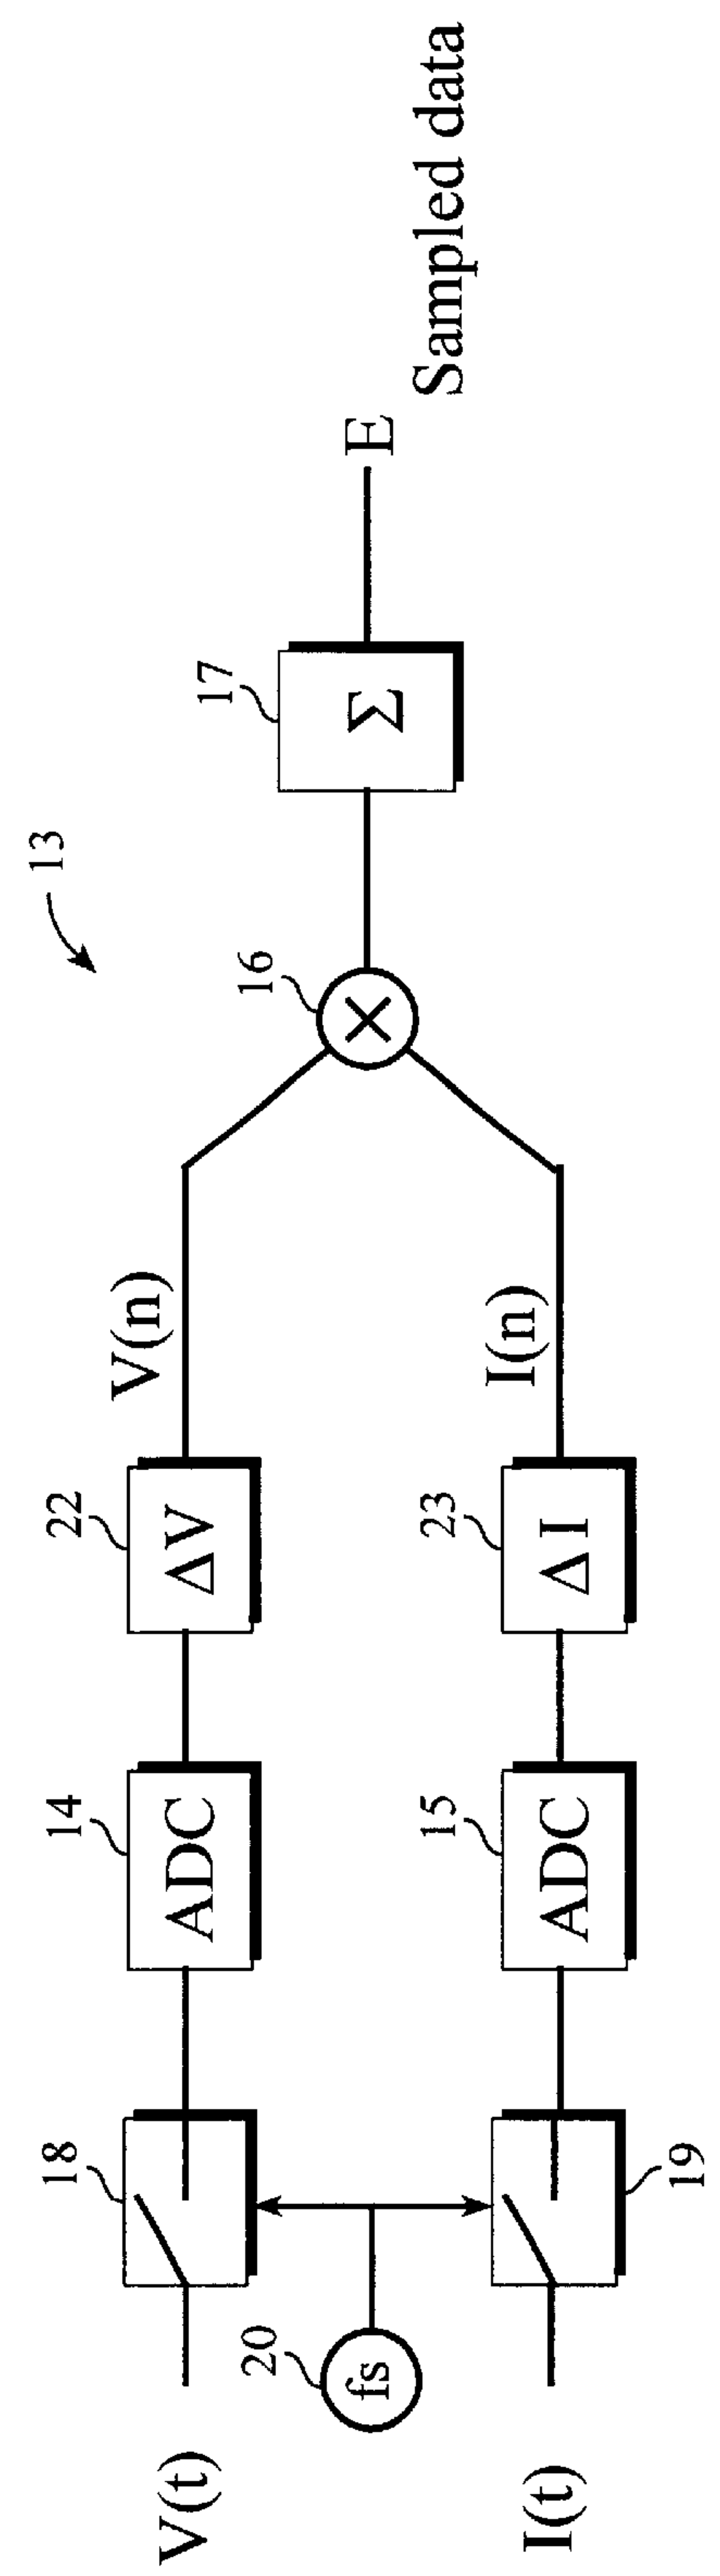 13
V(t)
18
14
ADC
22
ΔV
V(n)
20
fs
16
×
17
Σ
E
Sampled data
I(t)
19
15
ADC
23
ΔI
I(n)